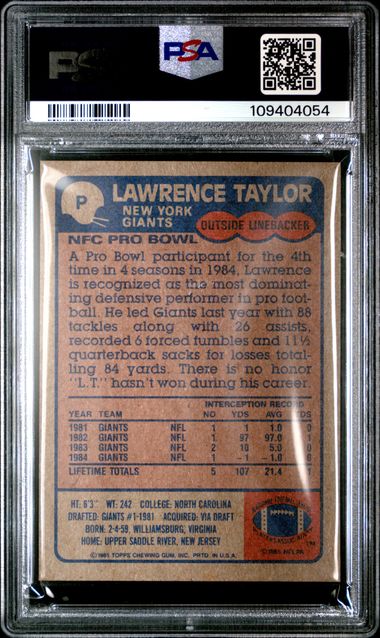 PSA
PSA
109404054
P
LAWRENCE TAYLOR
NEW YORK
GIANTS
OUTSIDE LINEBACKER
NFC PRO BOWL
A Pro Bowl participant for the 4th
time in 4 seasons in 1984, Lawrence
is recognized as the most dominat-
ing defensive performer in pro foot-
ball. He led Giants last year with 88
tackles along with 26 assists,
recorded 6 forced fumbles and 11½
quarterback sacks for losses total-
ling 84 yards. There is no honor
"L.T." hasn't won during his career.
INTERCEPTION RECORD
YEAR TEAM NO YDS AVG TDS
1981 GIANTS NFL 1 1 1.0 0
1982 GIANTS NFL 1 97 97.0 1
1983 GIANTS NFL 2 10 5.0 0
1984 GIANTS NFL 1 -1 -1.0 0
LIFETIME TOTALS 5 107 21.4
HT: 6'3" WT: 242 COLLEGE: NORTH CAROLINA
DRAFTED: GIANTS #1-1981 ACQUIRED: VIA DRAFT
BORN: 2-4-59, WILLIAMSBURG, VIRGINIA
HOME: UPPER SADDLE RIVER, NEW JERSEY
TOPPS CHEWING GUM, INC. PRTD IN U.S.A.
© 1985 NFLPA